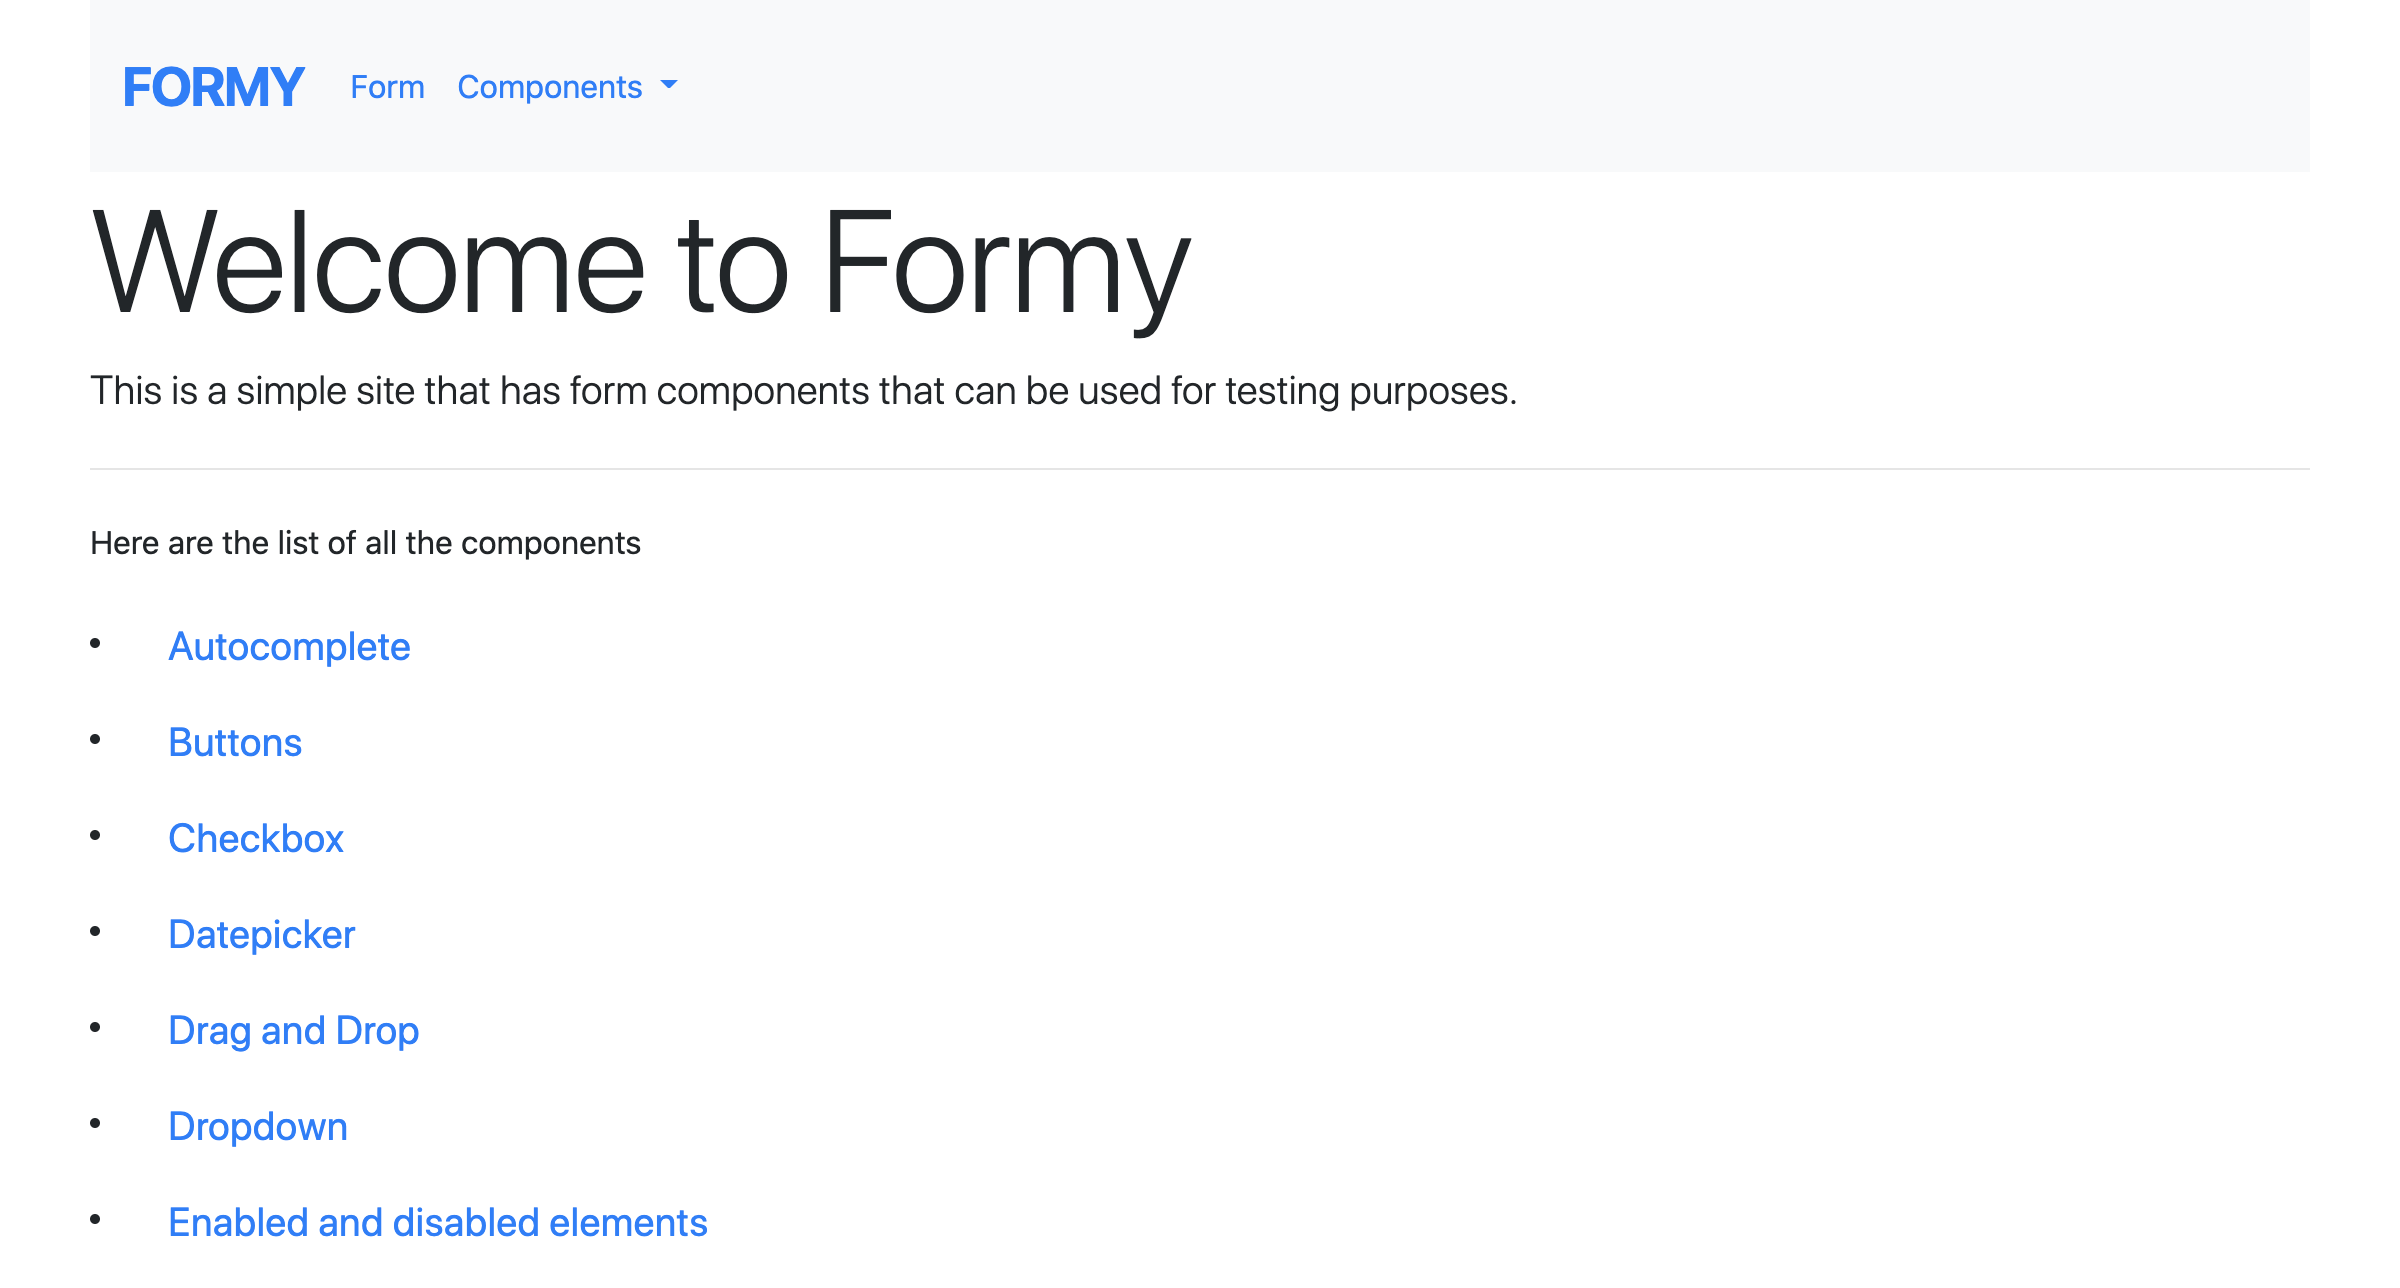 FORMY Form Components
Welcome to Formy
This is a simple site that has form components that can be used for testing purposes.
Here are the list of all the components
• Autocomplete
• Buttons
• Checkbox
• Datepicker
• Drag and Drop
• Dropdown
• Enabled and disabled elements